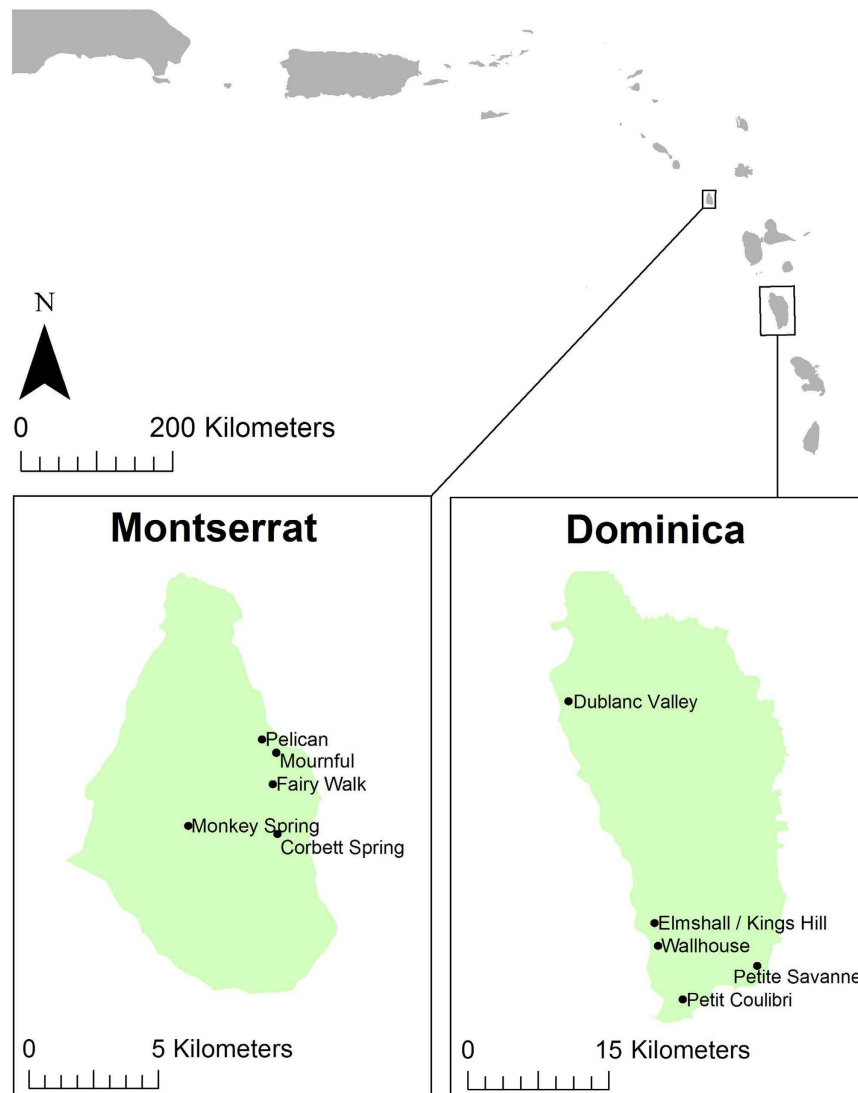 N
0 200 Kilometers
Montserrat
Pelican
Mournful
Fairy Walk
Monkey Spring
Corbett Spring
0 5 Kilometers
Dominica
Dublanc Valley
Elmshall / Kings Hill
Wallhouse
Petite Savanne
Petit Coulibri
0 15 Kilometers